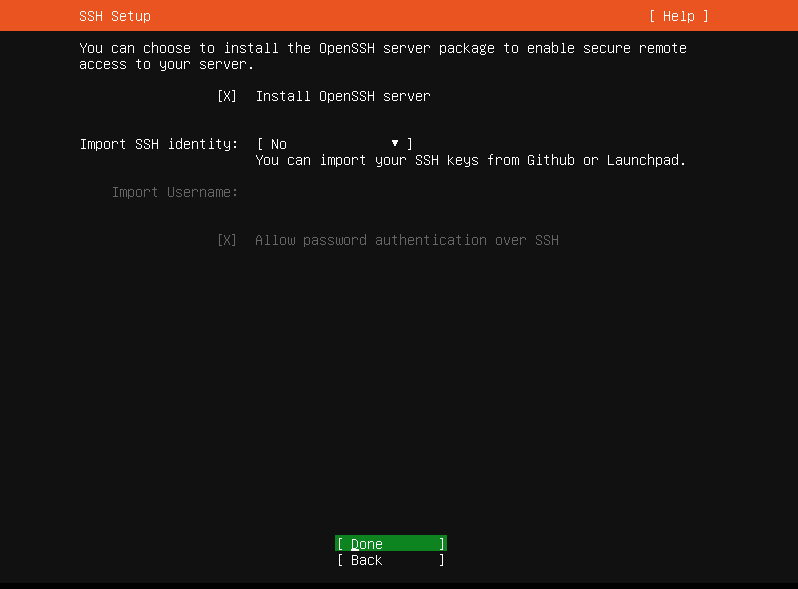 SSH Setup [ Help ]
You can choose to install the OpenSSH server package to enable secure remote
access to your server.
[X] Install OpenSSH server
Import SSH identity: [ No ▾ ]
You can import your SSH keys from Github or Launchpad.
Import Username:
[X] Allow password authentication over SSH
[ Done ]
[ Back ]